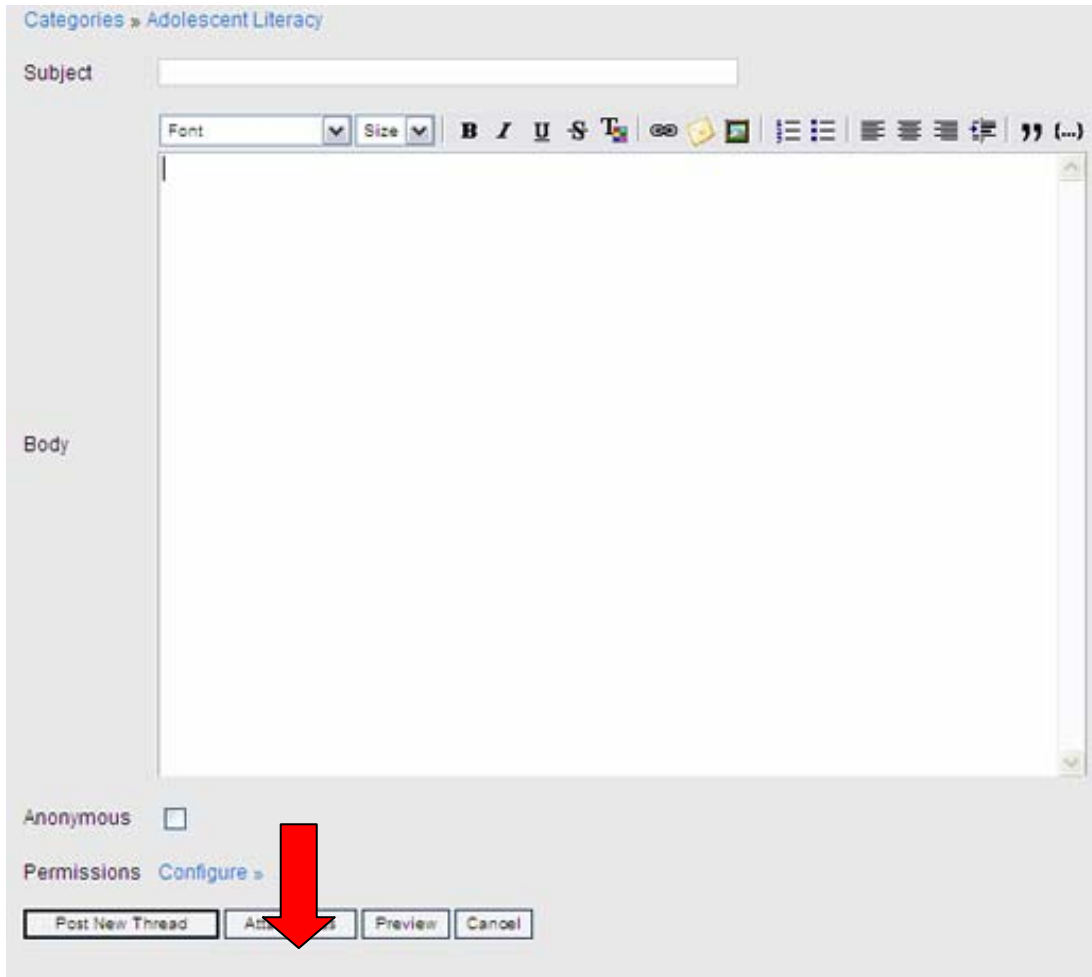 Categories » Adolescent Literacy
Subject
Font Size B I U S T (...)
Body
Anonymous
Permissions Configure »
Post New Thread Preview Cancel